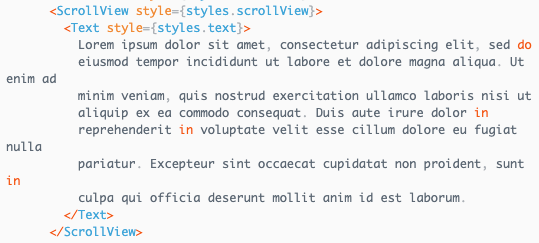 <ScrollView style={styles.scrollView}>
<Text style={styles.text}>
Lorem ipsum dolor sit amet, consectetur adipiscing elit, sed do
eiusmod tempor incididunt ut labore et dolore magna aliqua. Ut
enim ad
minim veniam, quis nostrud exercitation ullamco laboris nisi ut
aliquip ex ea commodo consequat. Duis aute irure dolor in
reprehenderit in voluptate velit esse cillum dolore eu fugiat
nulla
pariatur. Excepteur sint occaecat cupidatat non proident, sunt
in
culpa qui officia deserunt mollit anim id est laborum.
</Text>
</ScrollView>